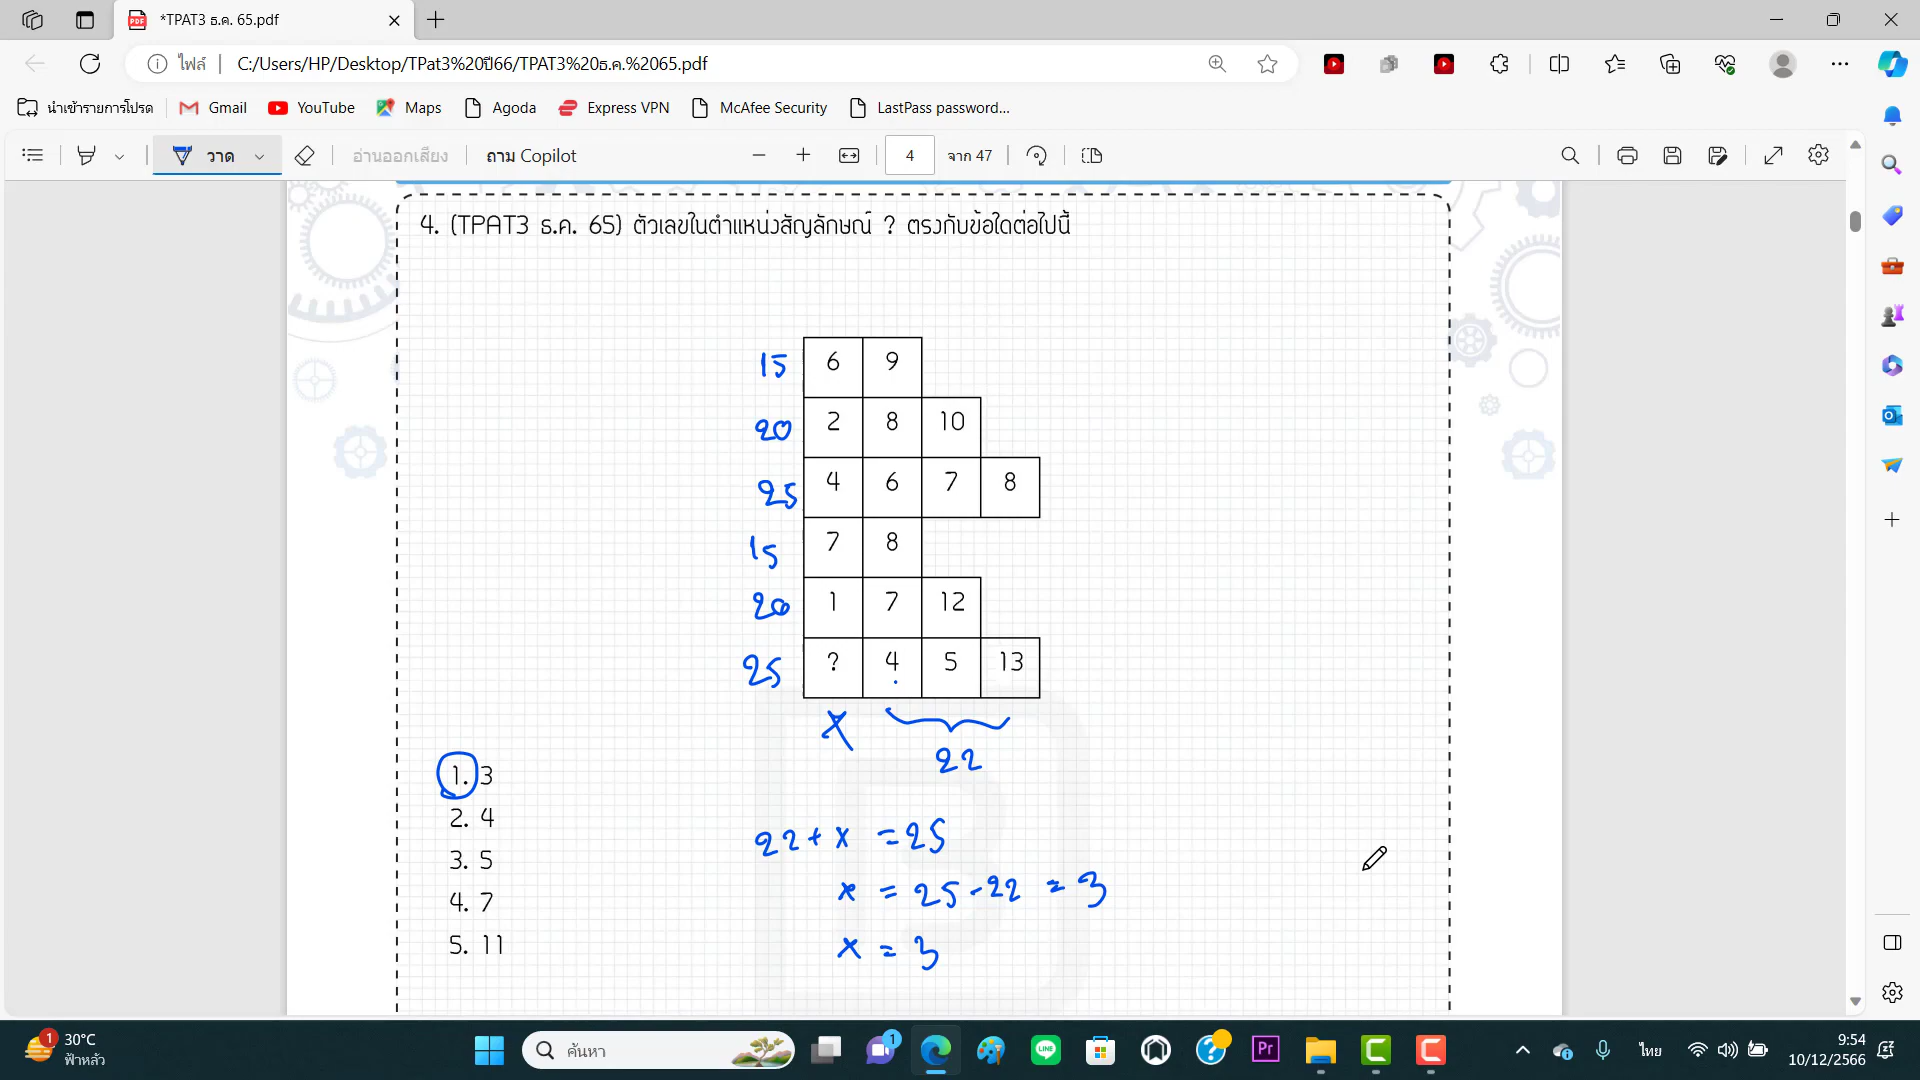 *TPAT3 ธ.ค. 65.pdf
ไฟล์ C:/Users/HP/Desktop/TPat3%20ปี66/TPAT3%20ธ.ค.%2065.pdf
นำเข้ารายการโปรด Gmail YouTube Maps Agoda Express VPN McAfee Security LastPass password...
วาด อ่านออกเสียง ถาม Copilot 4 จาก 47
4. (TPAT3 ธ.ค. 65) ตัวเลขในตำแหน่งสัญลักษณ์ ? ตรงกับข้อใดต่อไปนี้
15 6 9
20 2 8 10
25 4 6 7 8
15 7 8
20 1 7 12
25 ? 4 5 13
x 22
1. 3
2. 4
3. 5
4. 7
5. 11
22 + x = 25
x = 25 - 22 = 3
x = 3
1 30°C
ฟ้าหลัว
ค้นหา
1
LINE
Pr
ไทย
9:54
10/12/2566